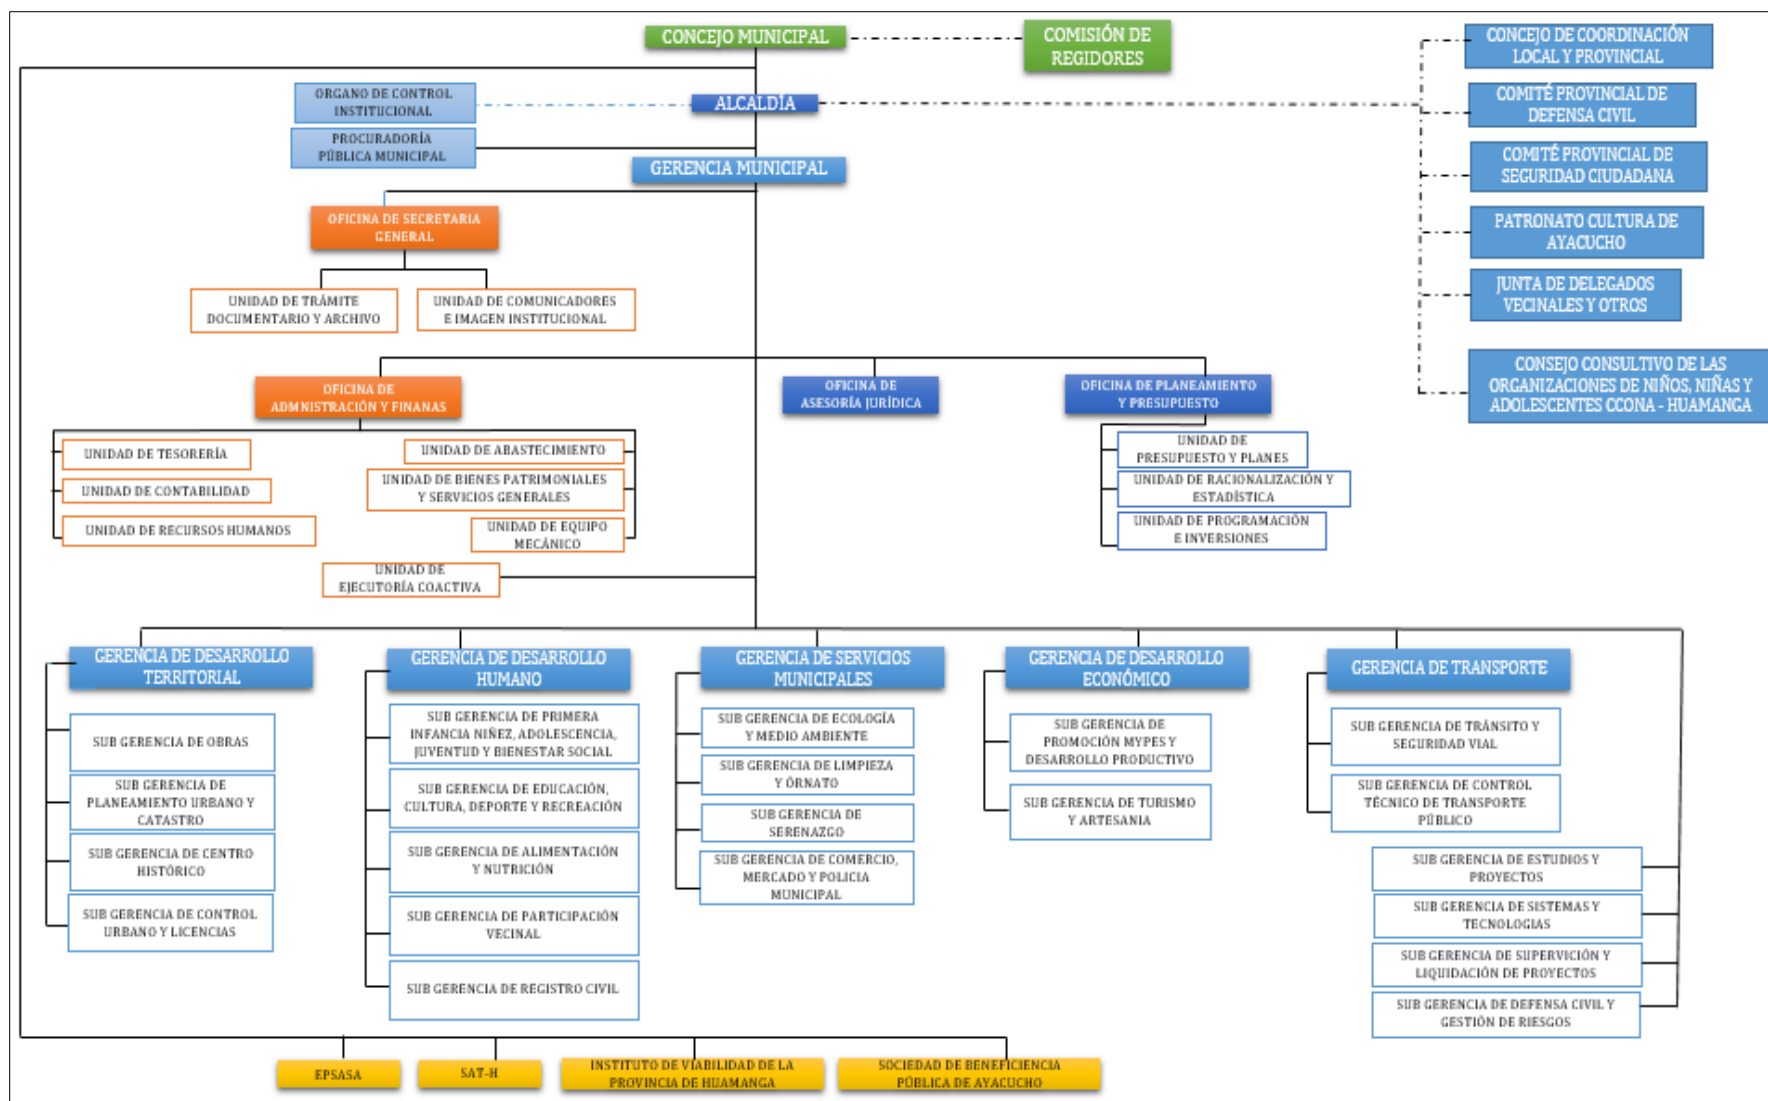 CONCEJO MUNICIPAL
COMISIÓN DE
REGIDORES
CONCEJO DE COORDINACIÓN
LOCAL Y PROVINCIAL
ORGANO DE CONTROL
INSTITUCIONAL
ALCALDÍA
COMITÉ PROVINCIAL DE
DEFENSA CIVIL
PROCURADORÍA
PÚBLICA MUNICIPAL
GERENCIA MUNICIPAL
COMITÉ PROVINCIAL DE
SEGURIDAD CIUDADANA
OFICINA DE SECRETARIA
GENERAL
PATRONATO CULTURA DE
AYACUCHO
UNIDAD DE TRÁMITE
DOCUMENTARIO Y ARCHIVO
UNIDAD DE COMUNICADORES
E IMAGEN INSTITUCIONAL
JUNTA DE DELEGADOS
VECINALES Y OTROS
CONSEJO CONSULTIVO DE LAS
ORGANIZACIONES DE NIÑOS, NIÑAS Y
ADOLESCENTES CCONA - HUAMANGA
OFICINA DE
ADMNISTRACIÓN Y FINANAS
OFICINA DE
ASESORÍA JURÍDICA
OFICINA DE PLANEAMIENTO
Y PRESUPUESTO
UNIDAD DE TESORERÍA
UNIDAD DE CONTABILIDAD
UNIDAD DE RECURSOS HUMANOS
UNIDAD DE ABASTECIMIENTO
UNIDAD DE BIENES PATRIMONIALES
Y SERVICIOS GENERALES
UNIDAD DE EQUIPO
MECÁNICO
UNIDAD DE
PRESUPUESTO Y PLANES
UNIDAD DE RACIONALIZACIÓN Y
ESTADÍSTICA
UNIDAD DE PROGRAMACIÓN
E INVERSIONES
UNIDAD DE
EJECUTORÍA COACTIVA
GERENCIA DE DESARROLLO
TERRITORIAL
SUB GERENCIA DE OBRAS
SUB GERENCIA DE
PLANEAMIENTO URBANO Y
CATASTRO
SUB GERENCIA DE CENTRO
HISTÓRICO
SUB GERENCIA DE CONTROL
URBANO Y LICENCIAS
GERENCIA DE DESARROLLO
HUMANO
SUB GERENCIA DE PRIMERA
INFANCIA NIÑEZ, ADOLESCENCIA,
JUVENTUD Y BIENESTAR SOCIAL
SUB GERENCIA DE EDUCACIÓN,
CULTURA, DEPORTE Y RECREACIÓN
SUB GERENCIA DE ALIMENTACIÓN
Y NUTRICIÓN
SUB GERENCIA DE PARTICIPACIÓN
VECINAL
SUB GERENCIA DE REGISTRO CIVIL
GERENCIA DE SERVICIOS
MUNICIPALES
SUB GERENCIA DE ECOLOGÍA
Y MEDIO AMBIENTE
SUB GERENCIA DE LIMPIEZA
Y ÓRNATO
SUB GERENCIA DE
SERENAZGO
SUB GERENCIA DE COMERCIO,
MERCADO Y POLICIA
MUNICIPAL
GERENCIA DE DESARROLLO
ECONÓMICO
SUB GERENCIA DE
PROMOCIÓN MYPES Y
DESARROLLO PRODUCTIVO
SUB GERENCIA DE TURISMO
Y ARTESANIA
GERENCIA DE TRANSPORTE
SUB GERENCIA DE TRÁNSITO Y
SEGURIDAD VIAL
SUB GERENCIA DE CONTROL
TÉCNICO DE TRANSPORTE
PÚBLICO
SUB GERENCIA DE ESTUDIOS Y
PROYECTOS
SUB GERENCIA DE SISTEMAS Y
TECNOLOGIAS
SUB GERENCIA DE SUPERVICIÓN Y
LIQUIDACIÓN DE PROYECTOS
SUB GERENCIA DE DEFENSA CIVIL Y
GESTIÓN DE RIESGOS
EPSASA
SAT-H
INSTITUTO DE VIABILIDAD DE LA
PROVINCIA DE HUAMANGA
SOCIEDAD DE BENEFICIENCIA
PÚBLICA DE AYACUCHO